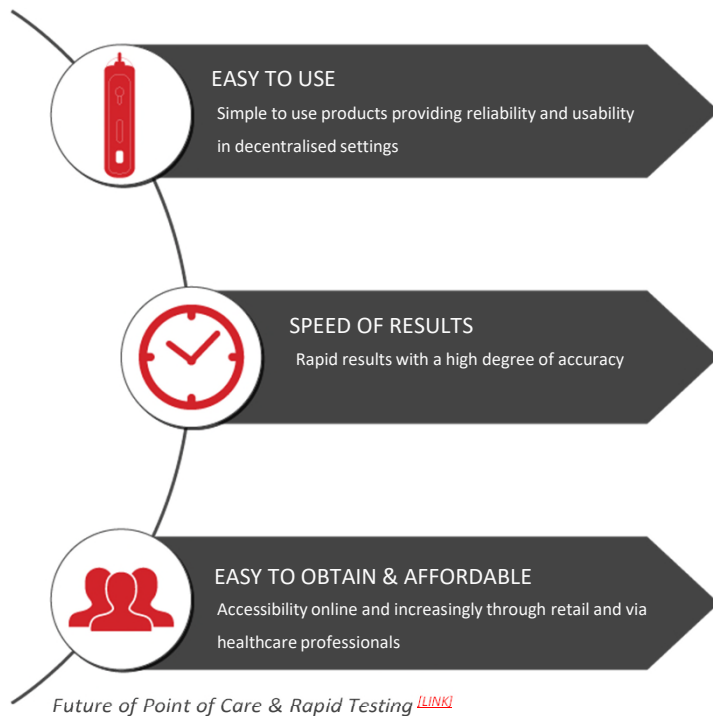 EASY TO USE
Simple to use products providing reliability and usability
in decentralised settings
SPEED OF RESULTS
Rapid results with a high degree of accuracy
EASY TO OBTAIN & AFFORDABLE
Accessibility online and increasingly through retail and via
healthcare professionals
Future of Point of Care & Rapid Testing [LINK]